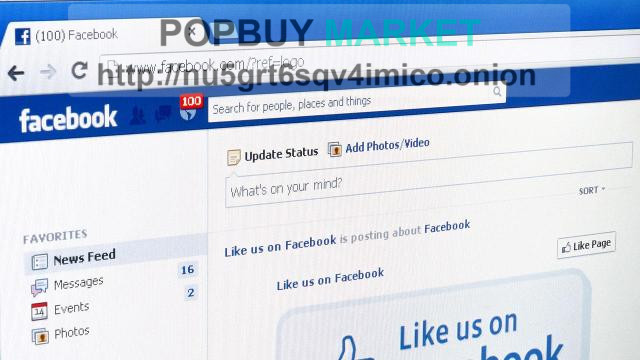 (100) Facebook
POPBUY MARKET
www.facebook.com/?ref=logo
http://mu5grt6sqv4imico.onion
facebook
100
Search for people, places and things
Update Status
Add Photos/Video
What's on your mind?
SORT
FAVORITES
News Feed
Messages 16
Events 2
Photos
Like us on Facebook is posting about Facebook
Like Page
Like us on Facebook
14
Like us on